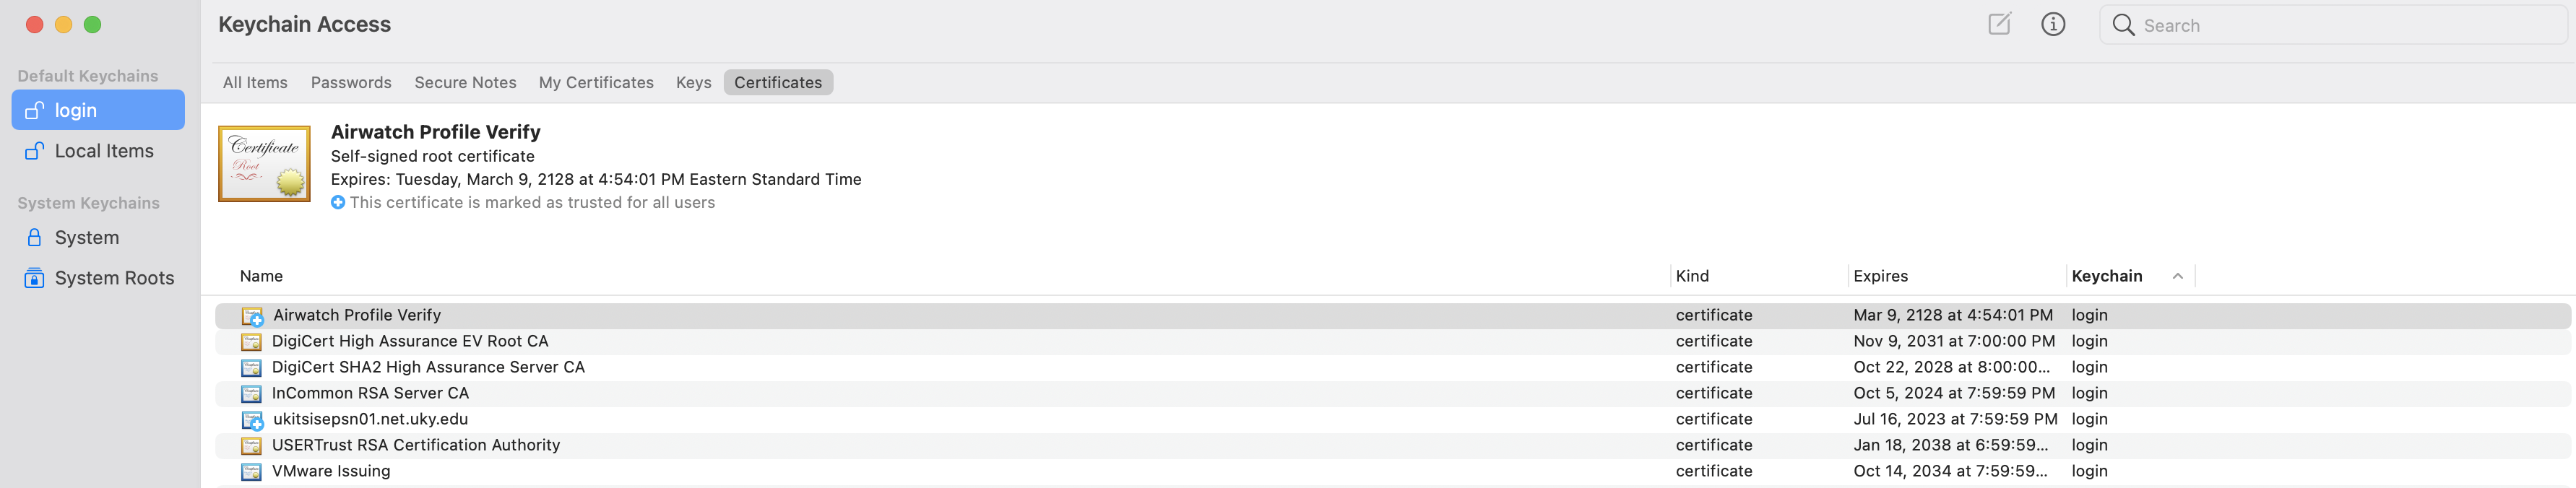 Keychain Access
Search
Default Keychains
login
Local Items
System Keychains
System
System Roots
All Items Passwords Secure Notes My Certificates Keys Certificates
Certificate
Root
Airwatch Profile Verify
Self-signed root certificate
Expires: Tuesday, March 9, 2128 at 4:54:01 PM Eastern Standard Time
This certificate is marked as trusted for all users
Name Kind Expires Keychain
Airwatch Profile Verify certificate Mar 9, 2128 at 4:54:01 PM login
DigiCert High Assurance EV Root CA certificate Nov 9, 2031 at 7:00:00 PM login
DigiCert SHA2 High Assurance Server CA certificate Oct 22, 2028 at 8:00:00... login
InCommon RSA Server CA certificate Oct 5, 2024 at 7:59:59 PM login
ukitsisepsn01.net.uky.edu certificate Jul 16, 2023 at 7:59:59 PM login
USERTrust RSA Certification Authority certificate Jan 18, 2038 at 6:59:59... login
VMware Issuing certificate Oct 14, 2034 at 7:59:59... login